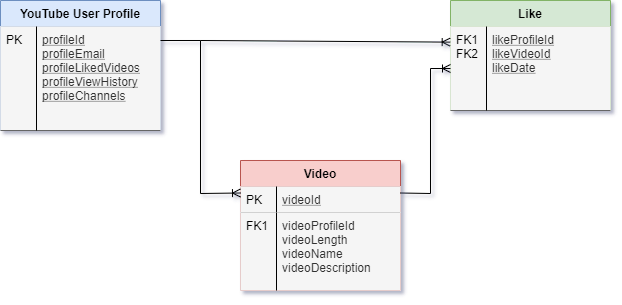 YouTube User Profile
PK profileId
profileEmail
profileLikedVideos
profileViewHistory
profileChannels
Like
FK1 likeProfileId
FK2 likeVideoId
likeDate
Video
PK videoId
FK1 videoProfileId
videoLength
videoName
videoDescription